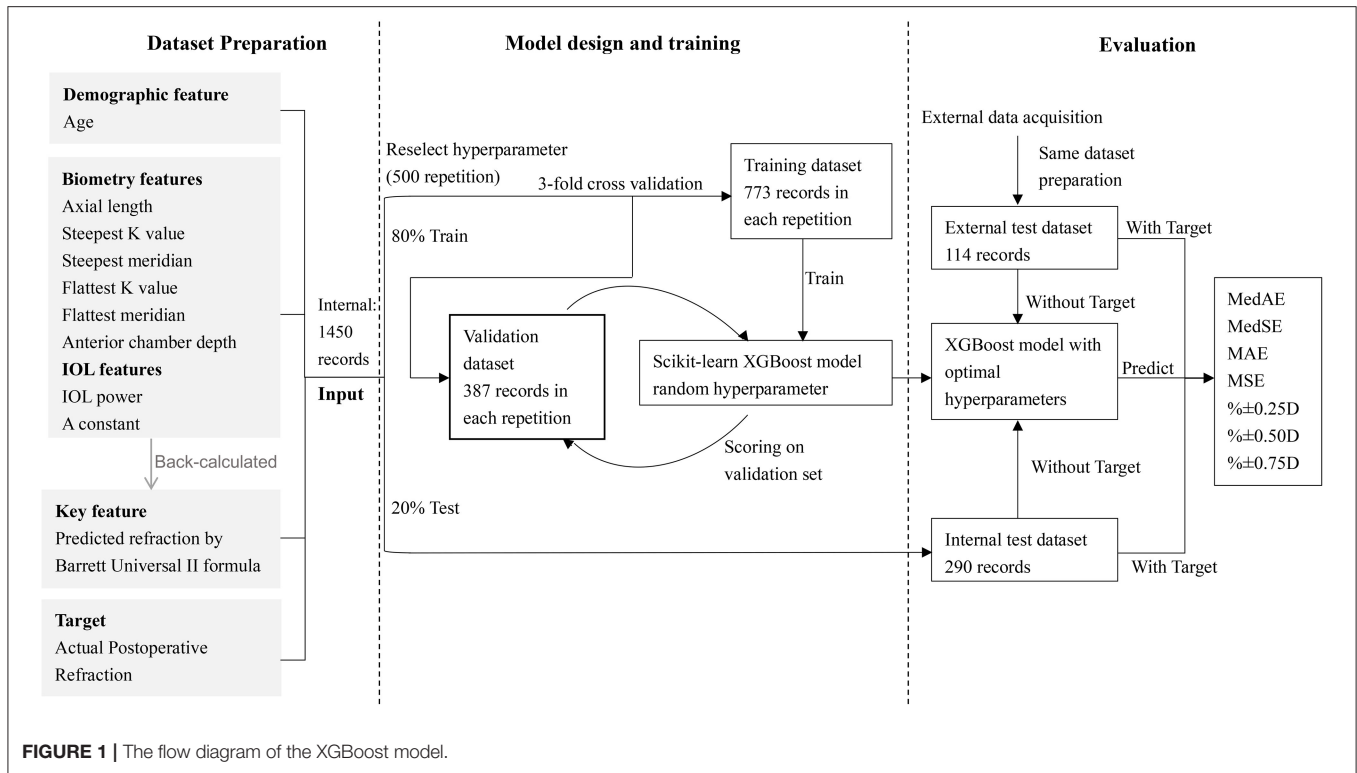 Dataset Preparation
Demographic feature
Age
Biometry features
Axial length
Steepest K value
Steepest meridian
Flattest K value
Flattest meridian
Anterior chamber depth
IOL features
IOL power
A constant
Back-calculated
Key feature
Predicted refraction by
Barrett Universal II formula
Target
Actual Postoperative
Refraction
Internal:
1450
records
Input
Model design and training
Reselect hyperparameter
(500 repetition)
3-fold cross validation
80% Train
Training dataset
773 records in
each repetition
Train
Validation
dataset
387 records in
each repetition
Scikit-learn XGBoost model
random hyperparameter
Scoring on
validation set
20% Test
Evaluation
External data acquisition
Same dataset
preparation
External test dataset
114 records
With Target
Without Target
XGBoost model with
optimal
hyperparameters
Predict
Without Target
Internal test dataset
290 records
With Target
MedAE
MedSE
MAE
MSE
%±0.25D
%±0.50D
%±0.75D
FIGURE 1 | The flow diagram of the XGBoost model.